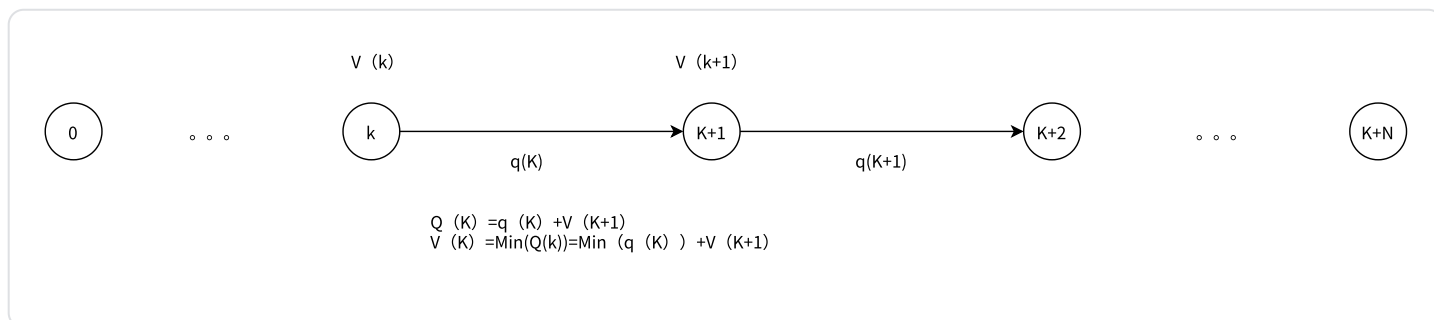 V（k） V（k+1）
0 。。。 k K+1 K+2 。。。 K+N
q(K) q(K+1)
Q（K）=q（K）+V（K+1）
V（K）=Min(Q(k))=Min（q（K））+V（K+1）